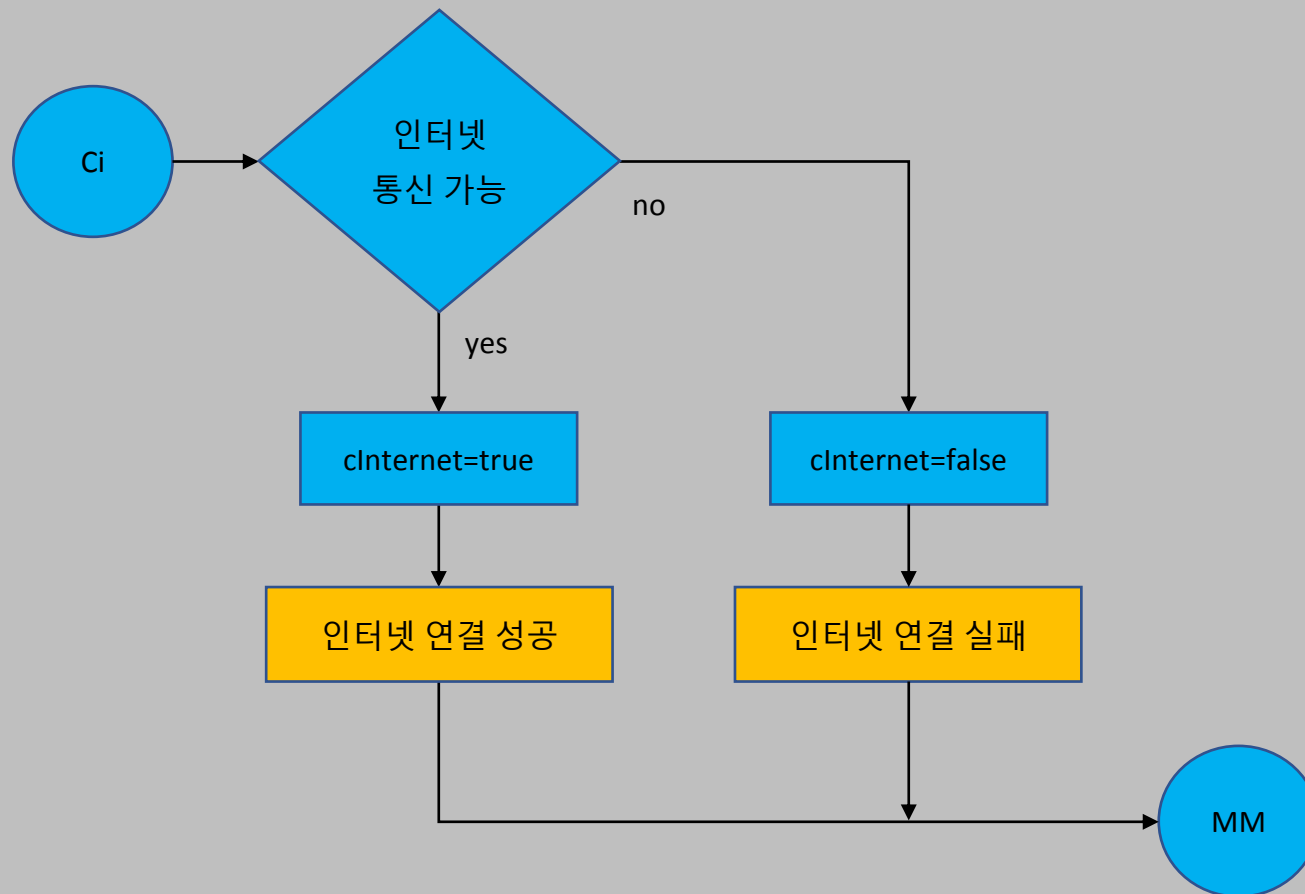 Ci
인터넷
통신 가능
no
yes
cInternet=true
cInternet=false
인터넷 연결 성공
인터넷 연결 실패
MM